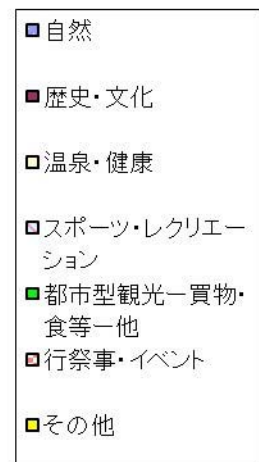 自然
歴史・文化
温泉・健康
スポーツ・レクリエー
ション
都市型観光ー買物・
食等ー他
行祭事・イベント
その他